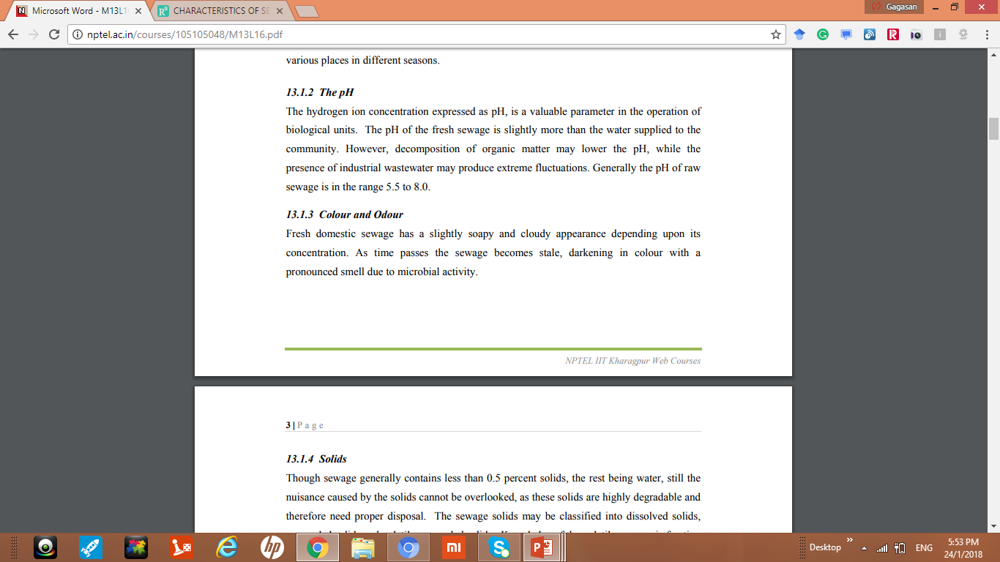 Microsoft Word - M13L1
CHARACTERISTICS OF SE
Gagasan
nptel.ac.in/courses/105105048/M13L16.pdf
various places in different seasons.
13.1.2 The pH
The hydrogen ion concentration expressed as pH, is a valuable parameter in the operation of
biological units. The pH of the fresh sewage is slightly more than the water supplied to the
community. However, decomposition of organic matter may lower the pH, while the
presence of industrial wastewater may produce extreme fluctuations. Generally the pH of raw
sewage is in the range 5.5 to 8.0.
13.1.3 Colour and Odour
Fresh domestic sewage has a slightly soapy and cloudy appearance depending upon its
concentration. As time passes the sewage becomes stale, darkening in colour with a
pronounced smell due to microbial activity.
NPTEL IIT Kharagpur Web Courses
3 | P a g e
13.1.4 Solids
Though sewage generally contains less than 0.5 percent solids, the rest being water, still the
nuisance caused by the solids cannot be overlooked, as these solids are highly degradable and
therefore need proper disposal. The sewage solids may be classified into dissolved solids,
hp
mi
Desktop
ENG
5:53 PM
24/1/2018